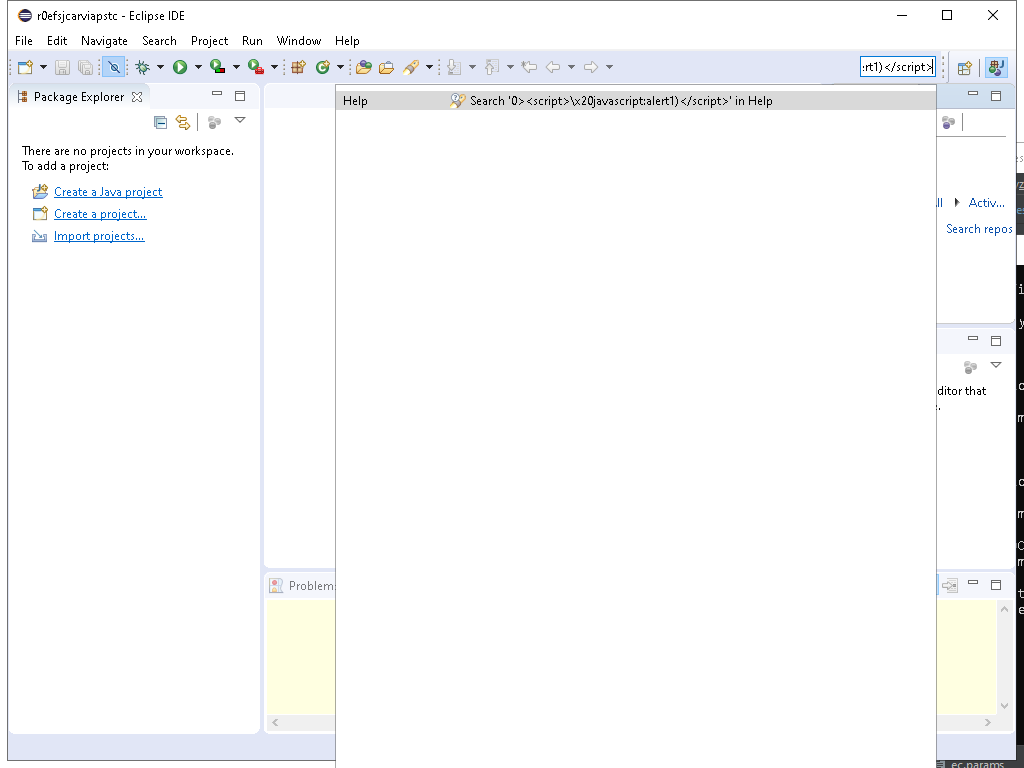 r0efsjcarviapstc - Eclipse IDE
File Edit Navigate Search Project Run Window Help
:rt1)</script>
Package Explorer
Help Search '0><script>\x20javascript:alert1)</script>' in Help
There are no projects in your workspace.
To add a project:
Create a Java project
Create a project...
Import projects...
Activ...
Search repos
ditor that
Problem
ec.params